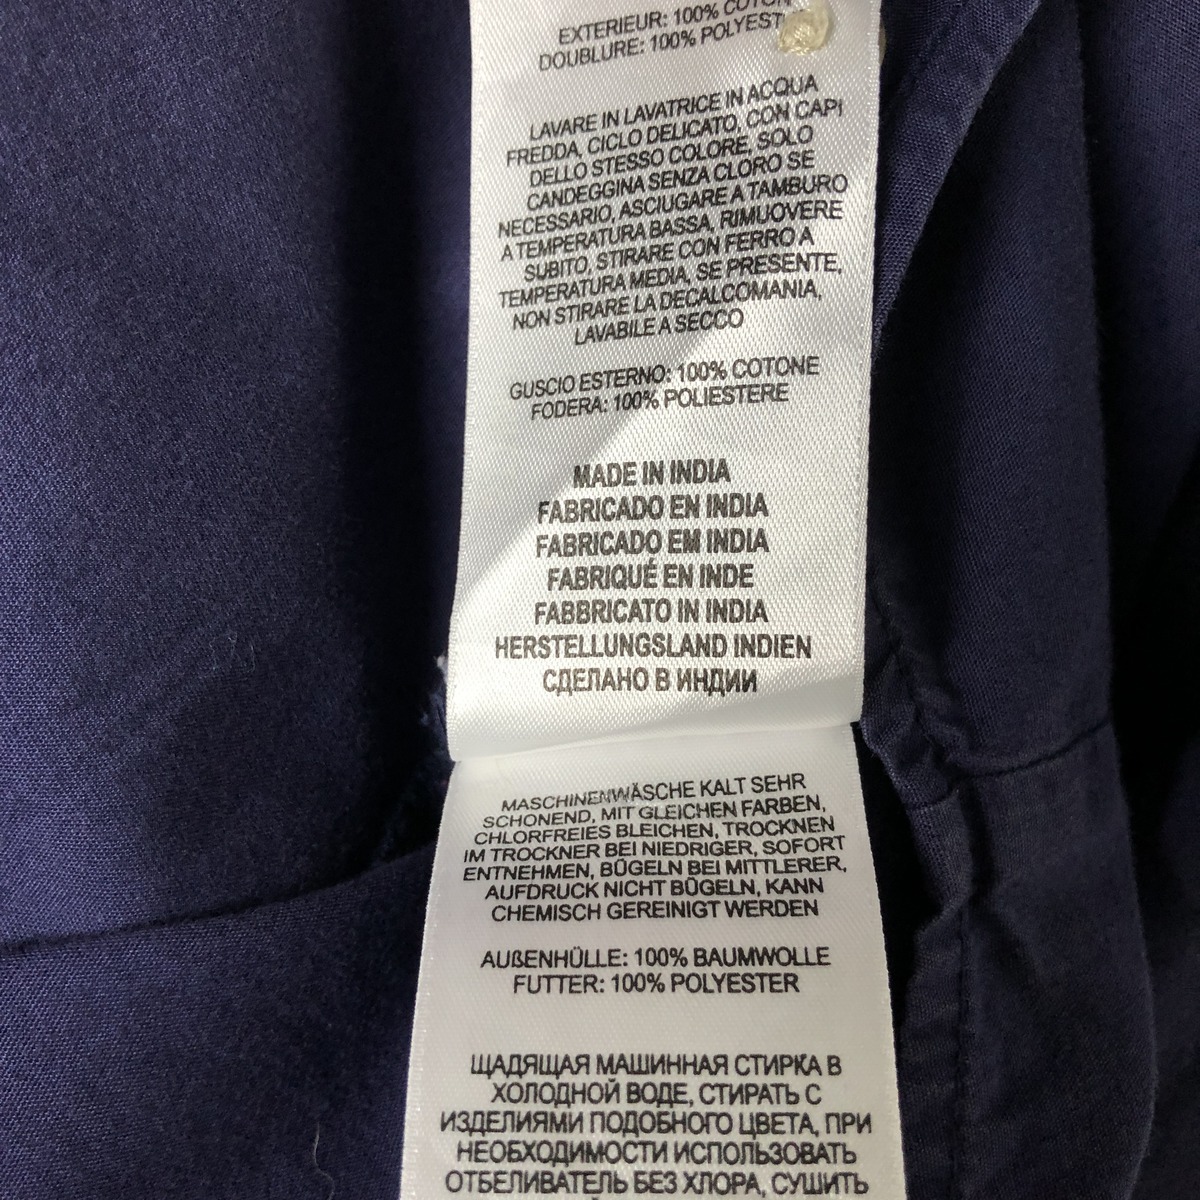 EXTERIEUR: 100% COTON
DOUBLURE: 100% POLYEST
LAVARE IN LAVATRICE IN ACQUA
FREDDA, CICLO DELICATO, CON CAPI
DELLO STESSO COLORE, SOLO
CANDEGGINA SENZA CLORO SE
NECESSARIO, ASCIUGARE A TAMBURO
A TEMPERATURA BASSA, RIMUOVERE
SUBITO, STIRARE CON FERRO A
TEMPERATURA MEDIA, SE PRESENTE,
NON STIRARE LA DECALCOMANIA,
LAVABILE A SECCO
GUSCIO ESTERNO: 100% COTONE
FODERA: 100% POLIESTERE
MADE IN INDIA
FABRICADO EN INDIA
FABRICADO EM INDIA
FABRIQUÉ EN INDE
FABBRICATO IN INDIA
HERSTELLUNGSLAND INDIEN
СДЕЛАНО В ИНДИИ
MASCHINENWÄSCHE KALT SEHR
SCHONEND, MIT GLEICHEN FARBEN,
CHLORFREIES BLEICHEN, TROCKNEN
IM TROCKNER BEI NIEDRIGER, SOFORT
ENTNEHMEN, BÜGELN BEI MITTLERER,
AUFDRUCK NICHT BÜGELN, KANN
CHEMISCH GEREINIGT WERDEN
AUßENHÜLLE: 100% BAUMWOLLE
FUTTER: 100% POLYESTER
ЩАДЯЩАЯ МАШИННАЯ СТИРКА В
ХОЛОДНОЙ ВОДЕ, СТИРАТЬ С
ИЗДЕЛИЯМИ ПОДОБНОГО ЦВЕТА, ПРИ
НЕОБХОДИМОСТИ ИСПОЛЬЗОВАТЬ
ОТБЕЛИВАТЕЛЬ БЕЗ ХЛОРА, СУШИТЬ